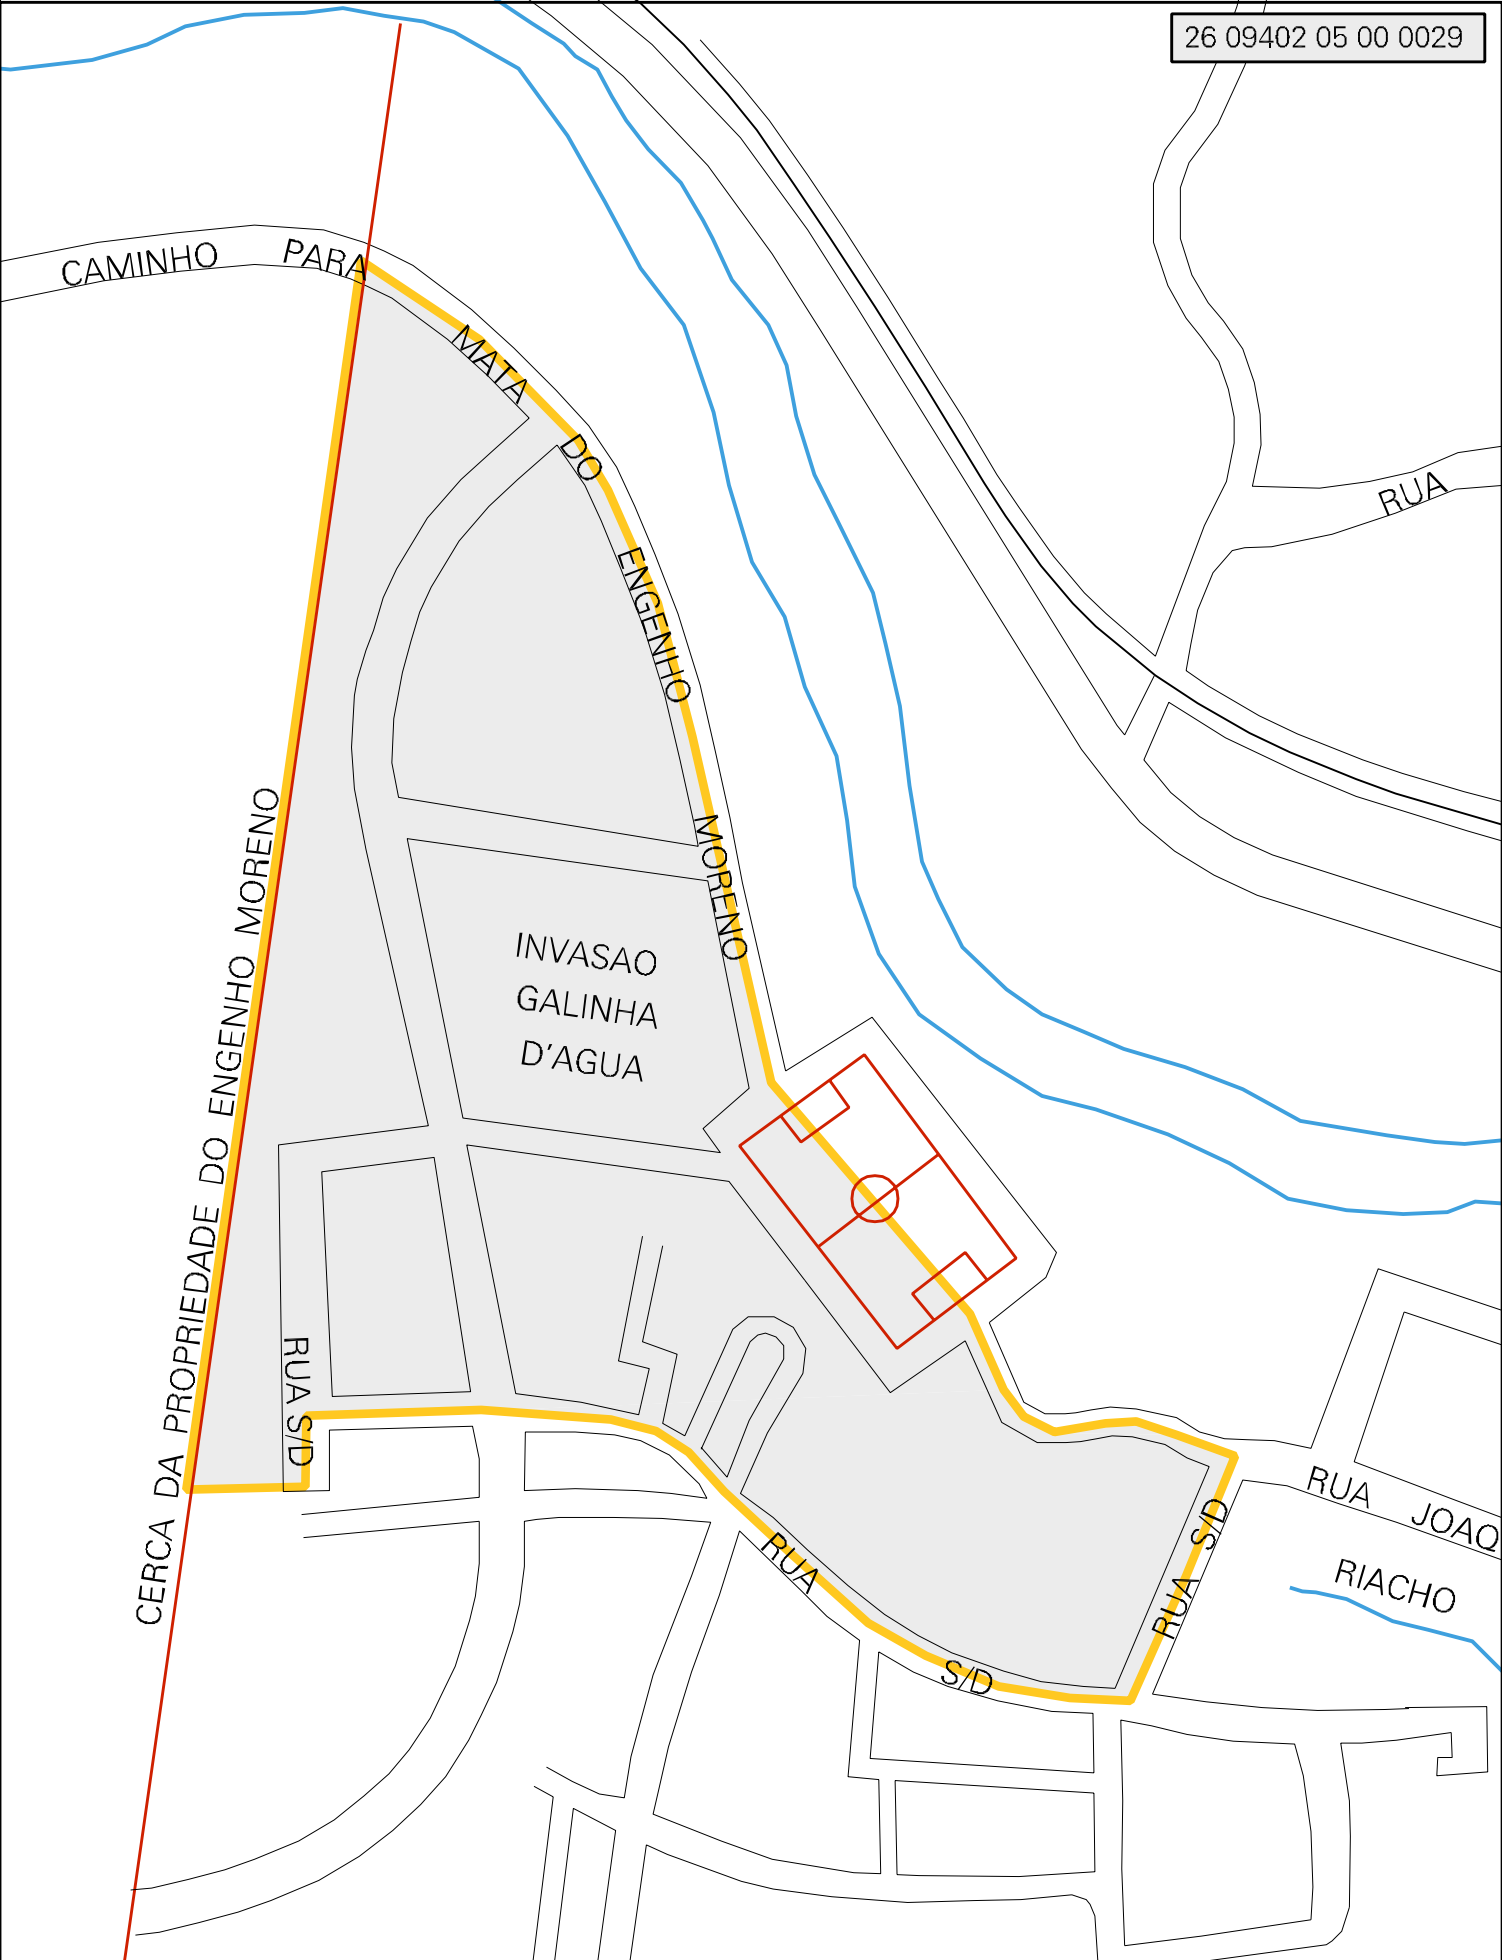 26 09402 05 00 0029
CAMINHO PARA MATA DO ENGENHO MORENO
RUA
CERCA DA PROPRIEDADE DO ENGENHO MORENO
INVASAO
GALINHA
D'AGUA
RUA S/D
RUA S/D
RUA S/D
RUA JOAQ
RIACHO